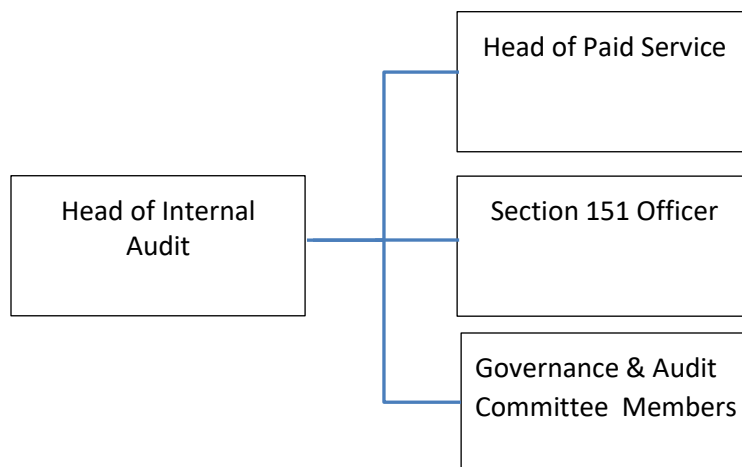 Head of Paid Service
Head of Internal
Audit
Section 151 Officer
Governance & Audit
Committee  Members